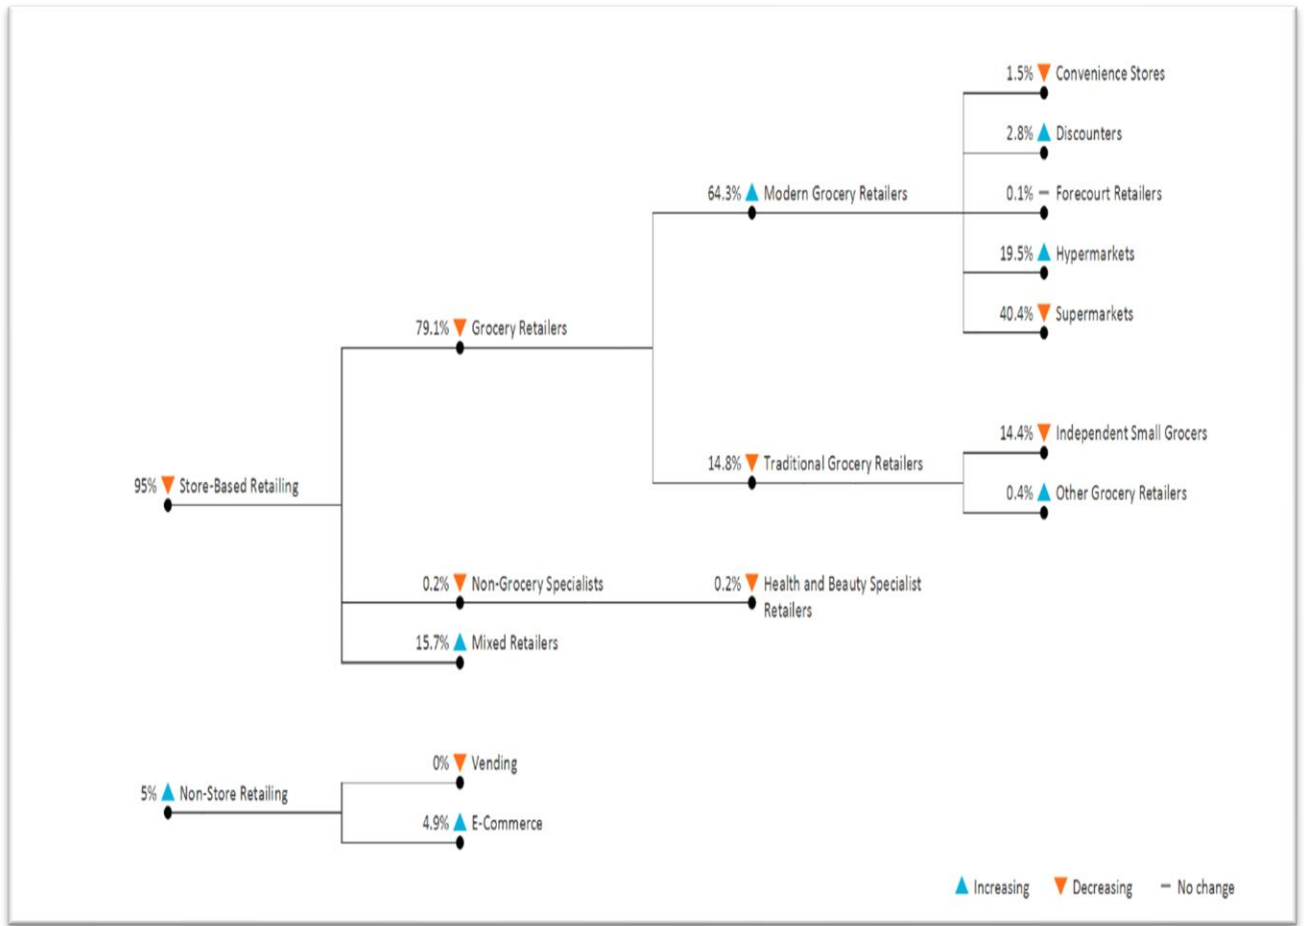 1.5% Convenience Stores
2.8% Discounters
64.3% Modern Grocery Retailers
0.1% – Forecourt Retailers
19.5% Hypermarkets
40.4% Supermarkets
79.1% Grocery Retailers
14.4% Independent Small Grocers
14.8% Traditional Grocery Retailers
0.4% Other Grocery Retailers
95% Store-Based Retailing
0.2% Non-Grocery Specialists
0.2% Health and Beauty Specialist
Retailers
15.7% Mixed Retailers
0% Vending
5% Non-Store Retailing
4.9% E-Commerce
Increasing Decreasing – No change